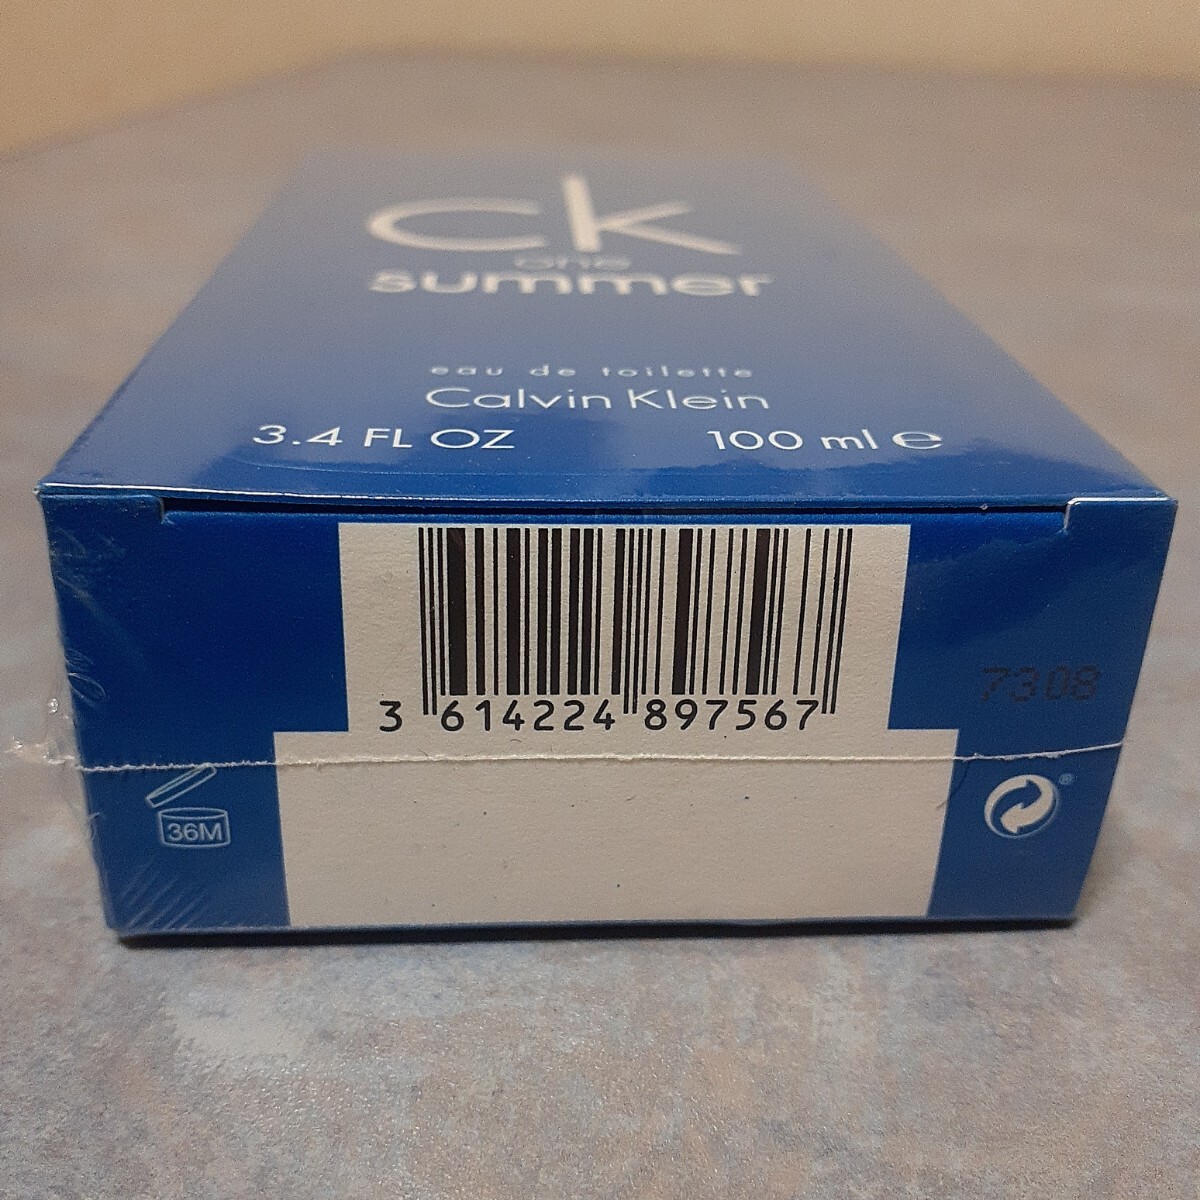 ck
one
summer
eau de toilette
Calvin Klein
3.4 FL OZ 100 ml ℮
3 614224 897567
7308
36M
®